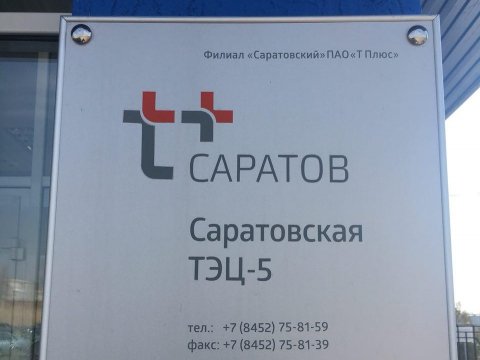 Филиал «Саратовский» ПАО «Т Плюс»
t+
САРАТОВ
Саратовская
ТЭЦ-5
тел.: +7 (8452) 75-81-59
факс: +7 (8452) 75-81-39